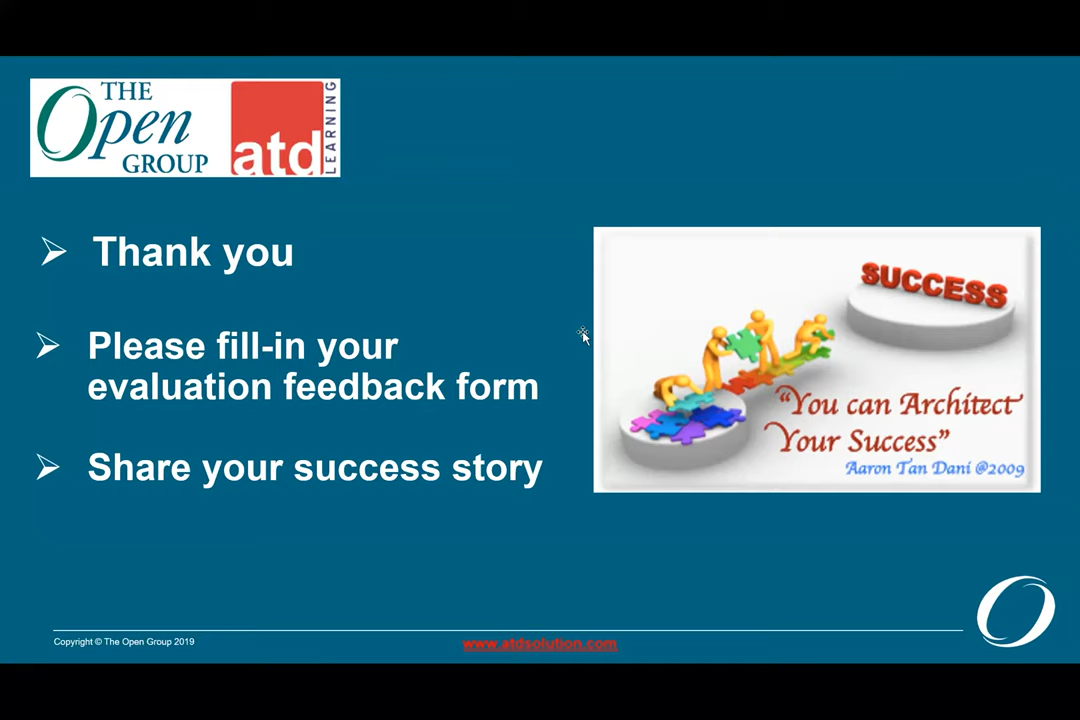 THE
Open
GROUP
atd
LEARNING
➢ Thank you
➢ Please fill-in your
evaluation feedback form
➢ Share your success story
SUCCESS
“You can Architect
Your Success”
Aaron Tan Dani @2009
Copyright © The Open Group 2019
www.atdsolution.com